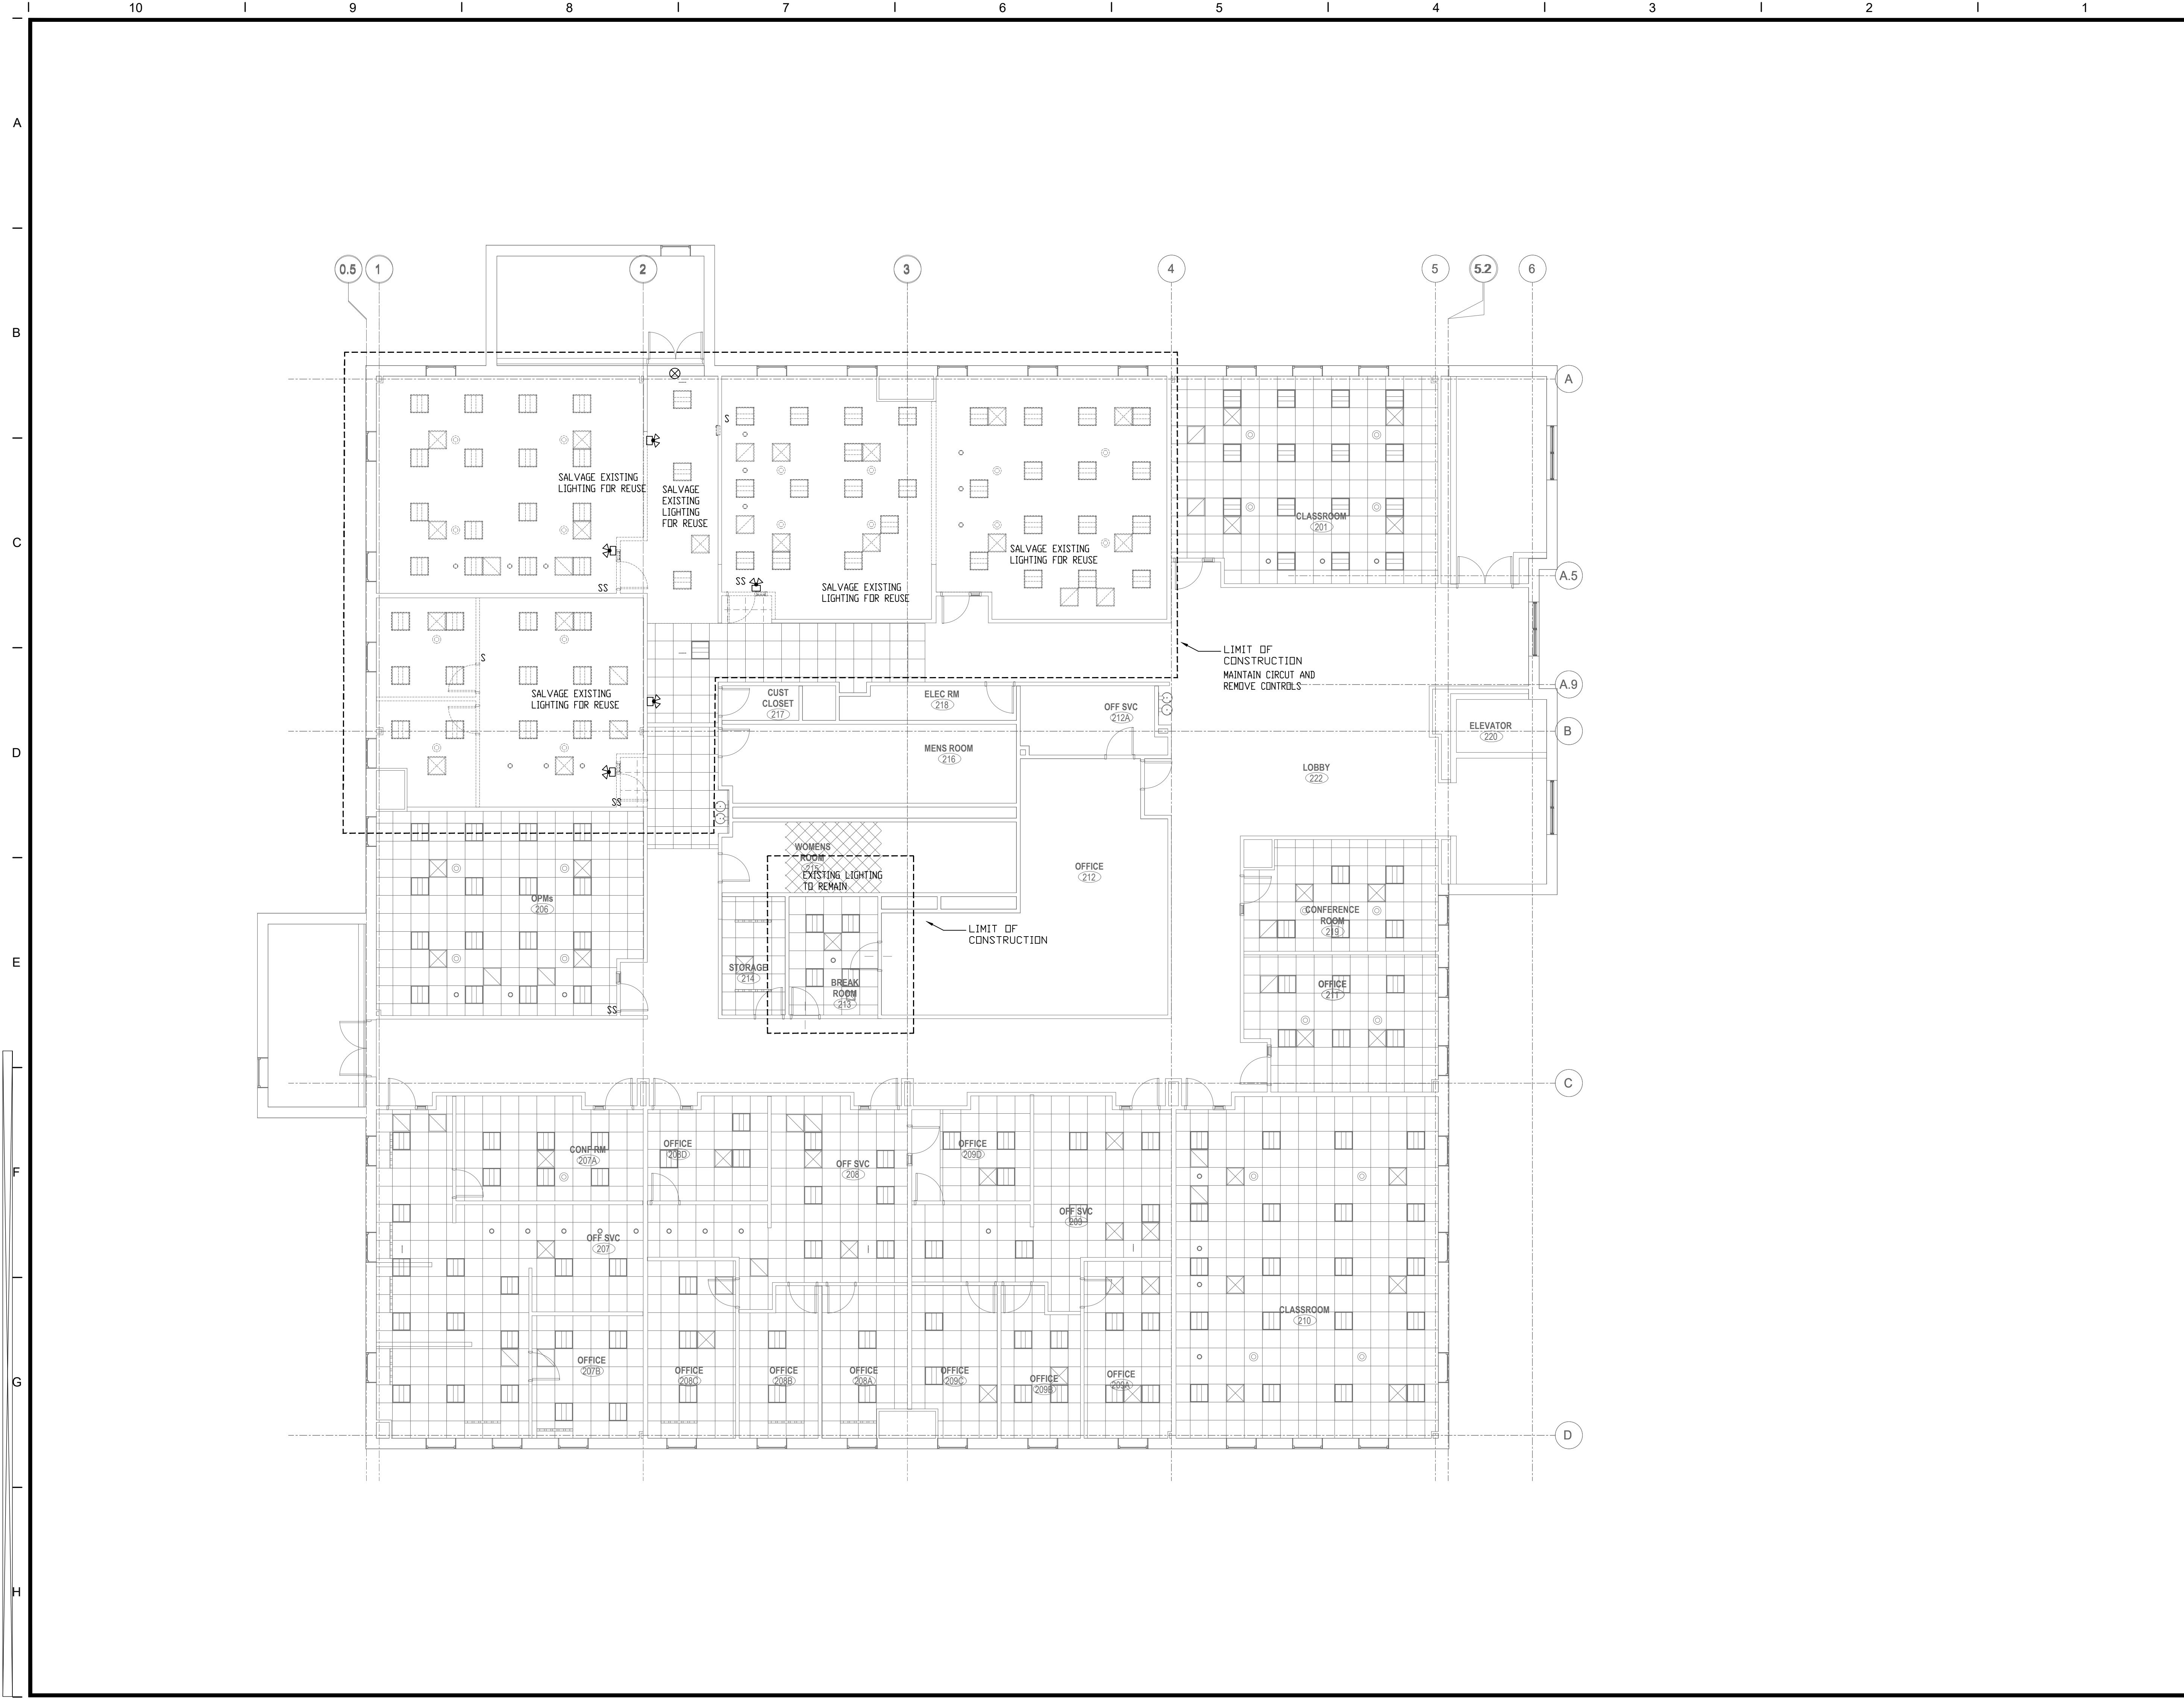 10 9 8 7 6 5 4 3 2 1
A
B
C
D
E
F
G
H
0.5 1 2 3 4 5 5.2 6
A
A.5
A.9
B
C
D
S
SALVAGE EXISTING
LIGHTING FOR REUSE
SALVAGE
EXISTING
LIGHTING
FOR REUSE
CLASSROOM
201
SALVAGE EXISTING
LIGHTING FOR REUSE
SS
SS
SALVAGE EXISTING
LIGHTING FOR REUSE
S
LIMIT OF
CONSTRUCTION
MAINTAIN CIRCUT AND
REMOVE CONTROLS
SALVAGE EXISTING
LIGHTING FOR REUSE
CUST
CLOSET
217
ELEC RM
218
OFF SVC
212A
ELEVATOR
220
MENS ROOM
216
LOBBY
222
SS
WOMENS
ROOM
215
EXISTING LIGHTING
TO REMAIN
OFFICE
212
OPMs
206
CONFERENCE
ROOM
219
LIMIT OF
CONSTRUCTION
STORAGE
214
BREAK
ROOM
213
OFFICE
211
SS
CONF RM
207A
OFFICE
208D
OFF SVC
208
OFFICE
209D
OFF SVC
209
OFF SVC
207
CLASSROOM
210
OFFICE
207B
OFFICE
208C
OFFICE
208B
OFFICE
208A
OFFICE
209C
OFFICE
209B
OFFICE
209A